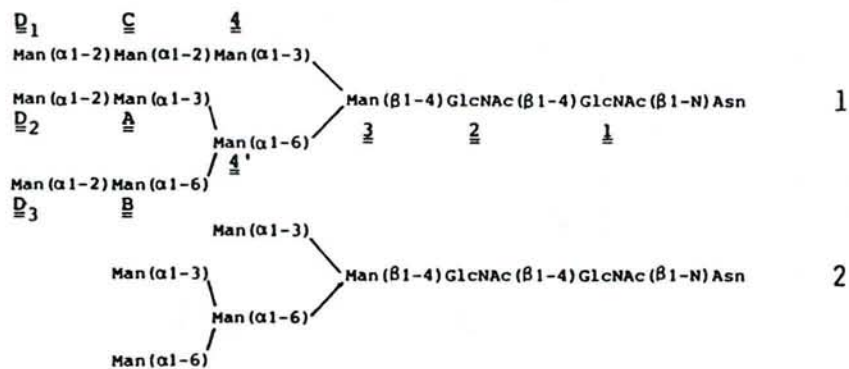 D1 C 4
Man(α1-2)Man(α1-2)Man(α1-3)
Man(α1-2)Man(α1-3) Man(β1-4)GlcNAc(β1-4)GlcNAc(β1-N)Asn 1
D2 A 3 2 1
Man(α1-6)
4'
Man(α1-2)Man(α1-6)
D3 B
Man(α1-3)
Man(α1-3) Man(β1-4)GlcNAc(β1-4)GlcNAc(β1-N)Asn 2
Man(α1-6)
Man(α1-6)